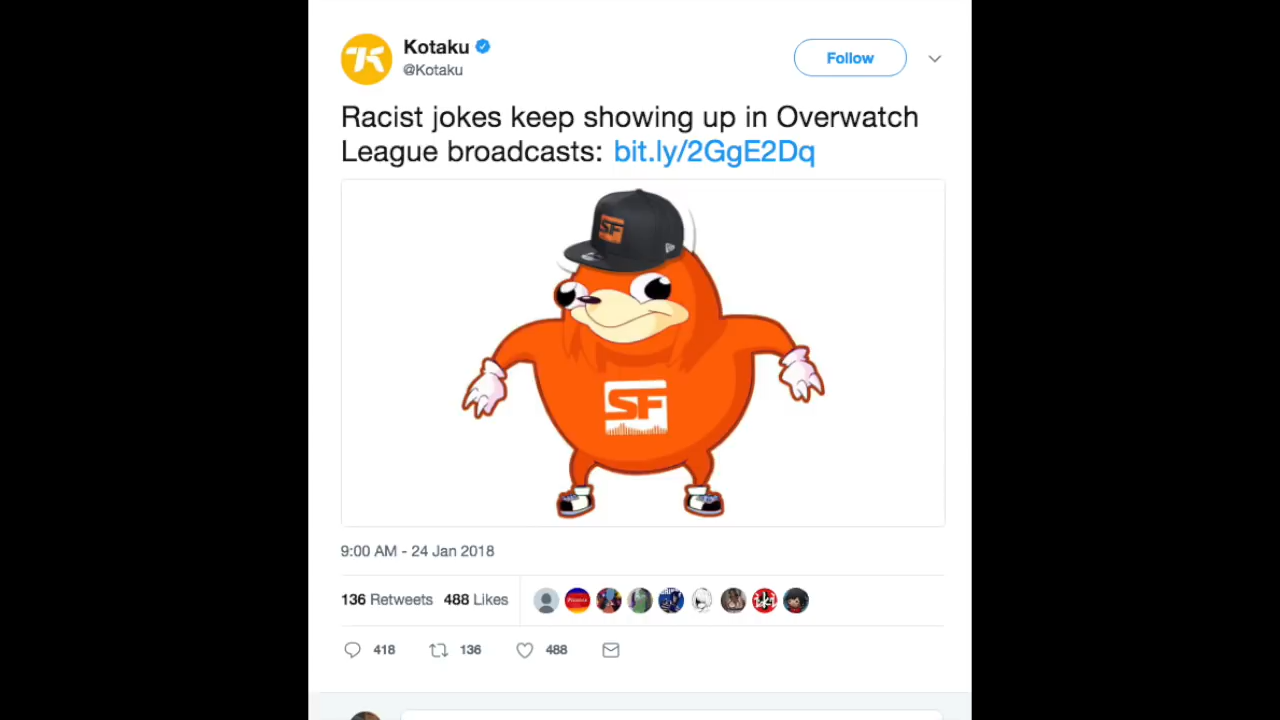 Kotaku
@Kotaku
Follow
Racist jokes keep showing up in Overwatch
League broadcasts: bit.ly/2GgE2Dq
SF
SF
9:00 AM - 24 Jan 2018
136 Retweets 488 Likes
418 136 488